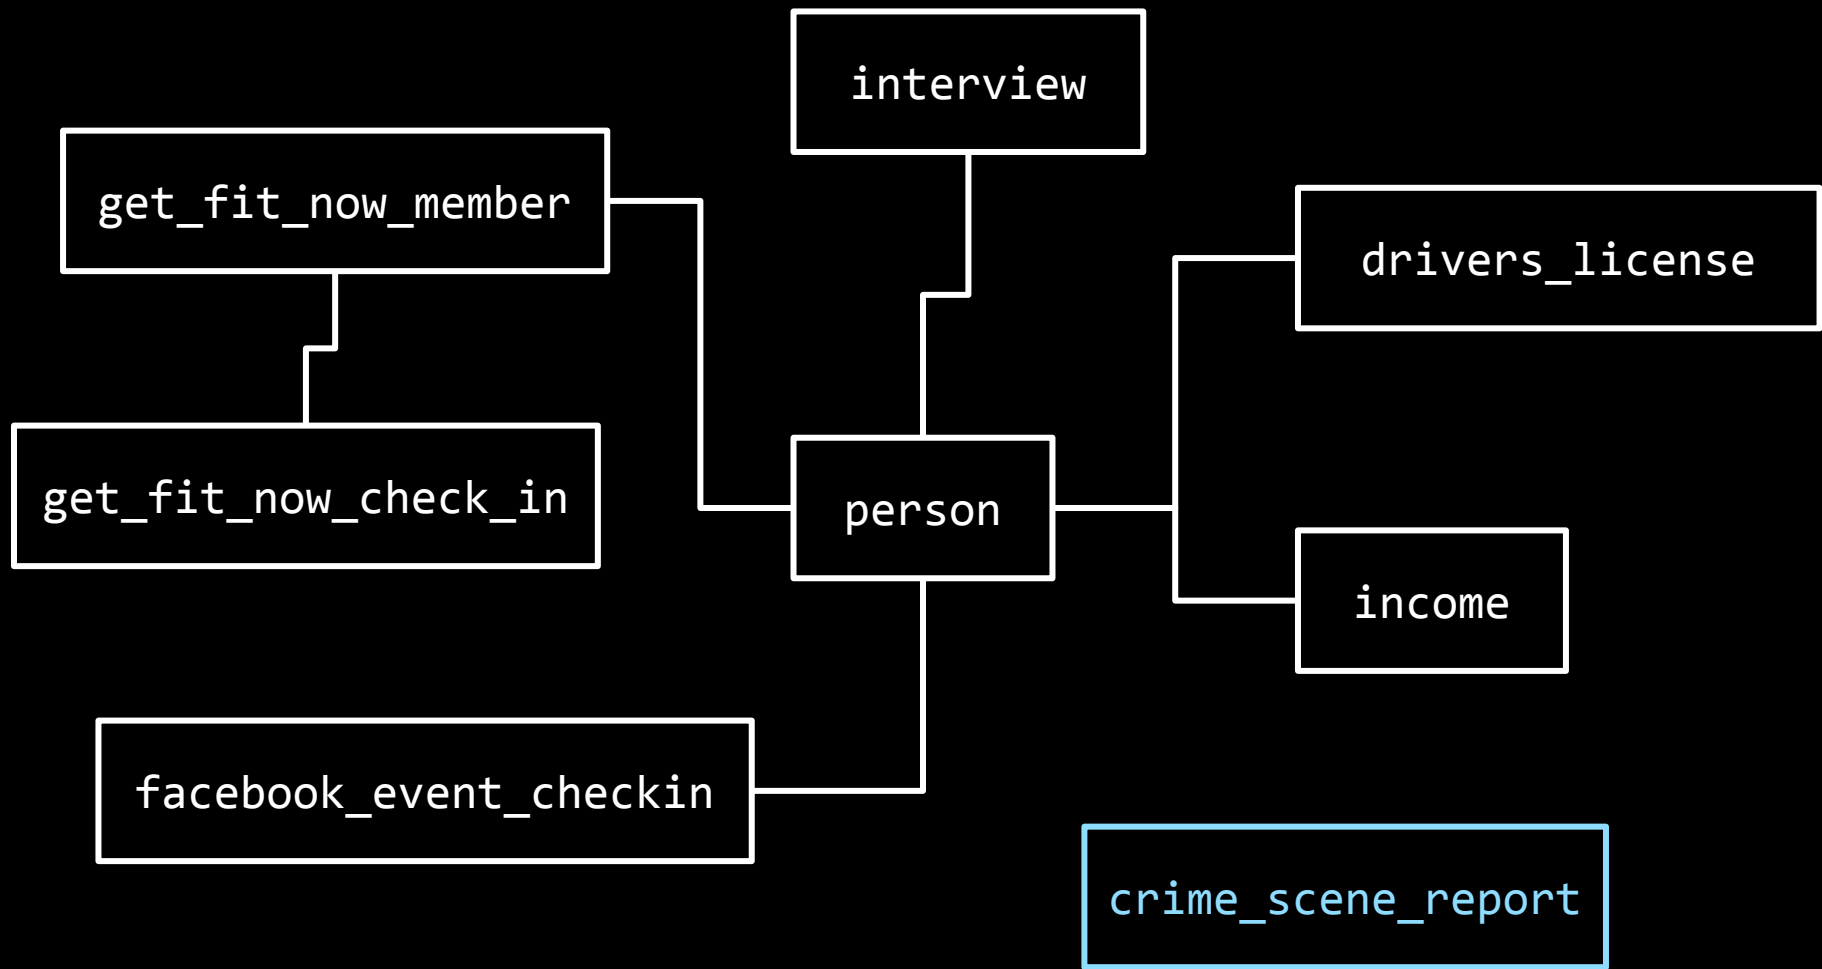 interview
get_fit_now_member
drivers_license
get_fit_now_check_in
person
income
facebook_event_checkin
crime_scene_report